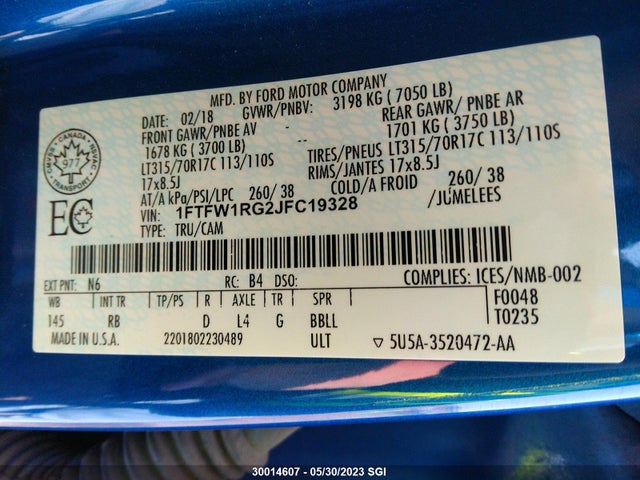 MFD. BY FORD MOTOR COMPANY
DATE: 02/18 GVWR/PNBV: 3198 KG ( 7050 LB)
FRONT GAWR/PNBE AV - REAR GAWR/ PNBE AR
1678 KG ( 3700 LB) -- 1701 KG ( 3750 LB)
LT315/70R17C 113/110S TIRES/PNEUS LT315/70R17C 113/110S
17x8.5J RIMS/JANTES 17x8.5J
AT/A kPa/PSI/LPC 260/ 38 COLD/A FROID 260/ 38
VIN: 1FTFW1RG2JFC19328 /JUMELEES
TYPE: TRU/CAM
CANADA
977
TRANSPORT
EC
EXT PNT: N6 RC: B4 DSO: COMPLIES: ICES/NMB-002
WB INT TR TP/PS R AXLE TR SPR F0048
145 RB D L4 G BBLL T0235
MADE IN U.S.A. 2201802230489 ULT ▽ 5U5A-3520472-AA
30014607 - 05/30/2023 SGI